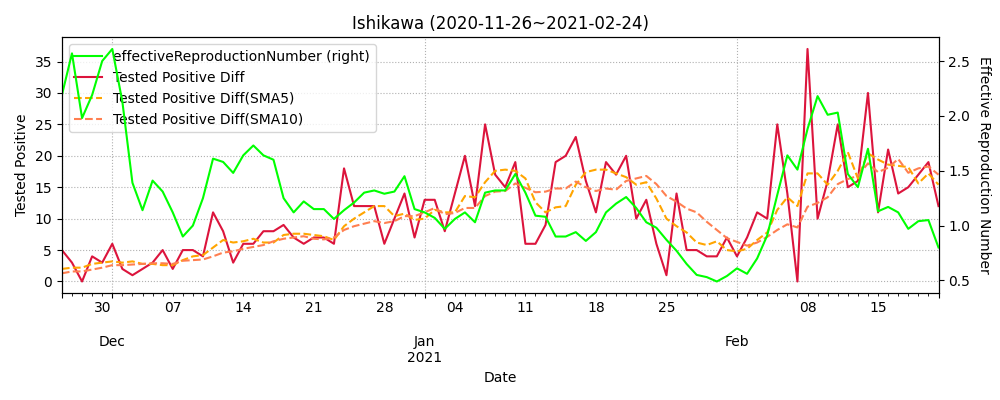 Ishikawa (2020-11-26~2021-02-24)
effectiveReproductionNumber (right)
Tested Positive Diff
Tested Positive Diff(SMA5)
Tested Positive Diff(SMA10)
Tested Positive
35
30
25
20
15
10
5
0
2.5
2.0
1.5
1.0
0.5
Effective Reproduction Number
30 07 14 21 28 04 11 18 25 08 15
Dec Jan Feb
2021
Date